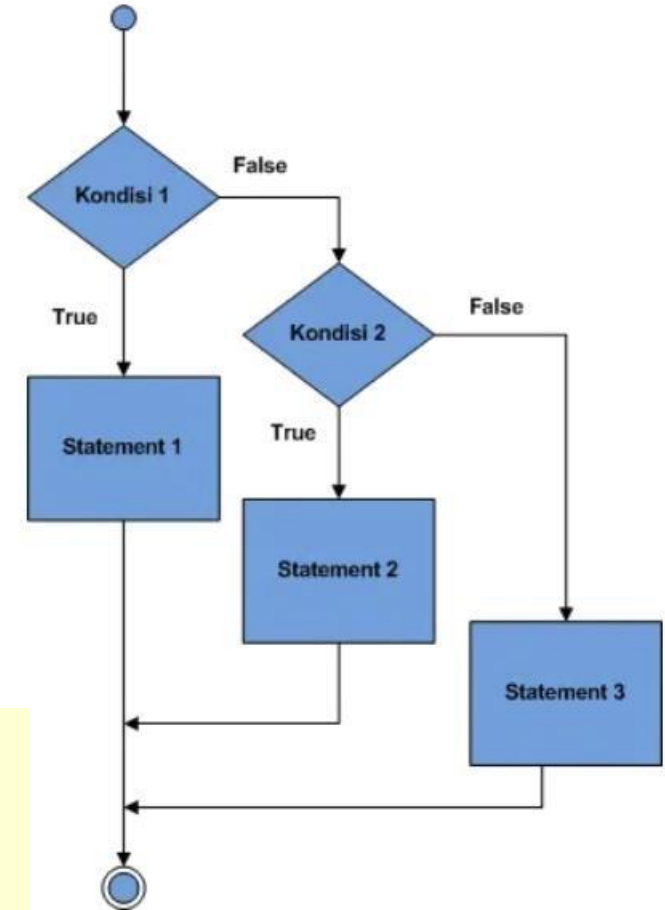 False
Kondisi 1
True
False
Kondisi 2
Statement 1
True
Statement 2
Statement 3